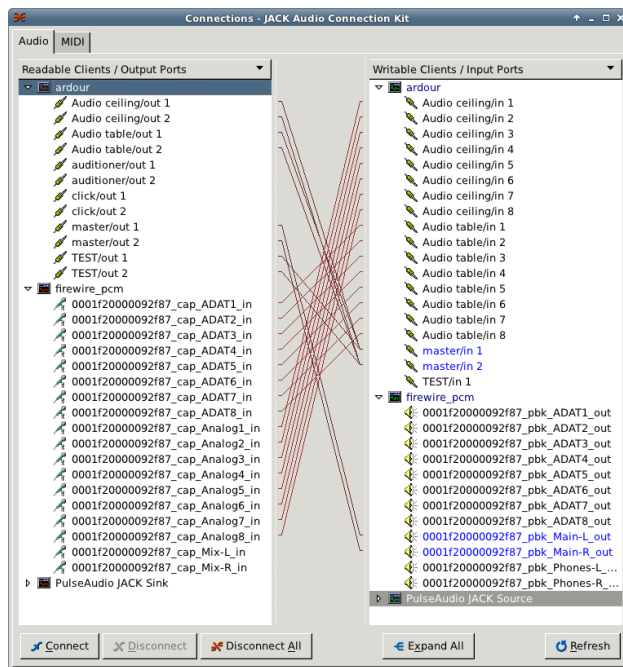 Connections - JACK Audio Connection Kit
Audio
MIDI
Readable Clients / Output Ports
ardour
Audio ceiling/out 1
Audio ceiling/out 2
Audio table/out 1
Audio table/out 2
auditioner/out 1
auditioner/out 2
click/out 1
click/out 2
master/out 1
master/out 2
TEST/out 1
TEST/out 2
firewire_pcm
0001f20000092f87_cap_ADAT1_in
0001f20000092f87_cap_ADAT2_in
0001f20000092f87_cap_ADAT3_in
0001f20000092f87_cap_ADAT4_in
0001f20000092f87_cap_ADAT5_in
0001f20000092f87_cap_ADAT6_in
0001f20000092f87_cap_ADAT7_in
0001f20000092f87_cap_ADAT8_in
0001f20000092f87_cap_Analog1_in
0001f20000092f87_cap_Analog2_in
0001f20000092f87_cap_Analog3_in
0001f20000092f87_cap_Analog4_in
0001f20000092f87_cap_Analog5_in
0001f20000092f87_cap_Analog6_in
0001f20000092f87_cap_Analog7_in
0001f20000092f87_cap_Analog8_in
0001f20000092f87_cap_Mix-L_in
0001f20000092f87_cap_Mix-R_in
PulseAudio JACK Sink
Writable Clients / Input Ports
ardour
Audio ceiling/in 1
Audio ceiling/in 2
Audio ceiling/in 3
Audio ceiling/in 4
Audio ceiling/in 5
Audio ceiling/in 6
Audio ceiling/in 7
Audio ceiling/in 8
Audio table/in 1
Audio table/in 2
Audio table/in 3
Audio table/in 4
Audio table/in 5
Audio table/in 6
Audio table/in 7
Audio table/in 8
master/in 1
master/in 2
TEST/in 1
firewire_pcm
0001f20000092f87_pbk_ADAT1_out
0001f20000092f87_pbk_ADAT2_out
0001f20000092f87_pbk_ADAT3_out
0001f20000092f87_pbk_ADAT4_out
0001f20000092f87_pbk_ADAT5_out
0001f20000092f87_pbk_ADAT6_out
0001f20000092f87_pbk_ADAT7_out
0001f20000092f87_pbk_ADAT8_out
0001f20000092f87_pbk_Main-L_out
0001f20000092f87_pbk_Main-R_out
0001f20000092f87_pbk_Phones-L_...
0001f20000092f87_pbk_Phones-R_...
PulseAudio JACK Source
Connect
Disconnect
Disconnect All
Expand All
Refresh